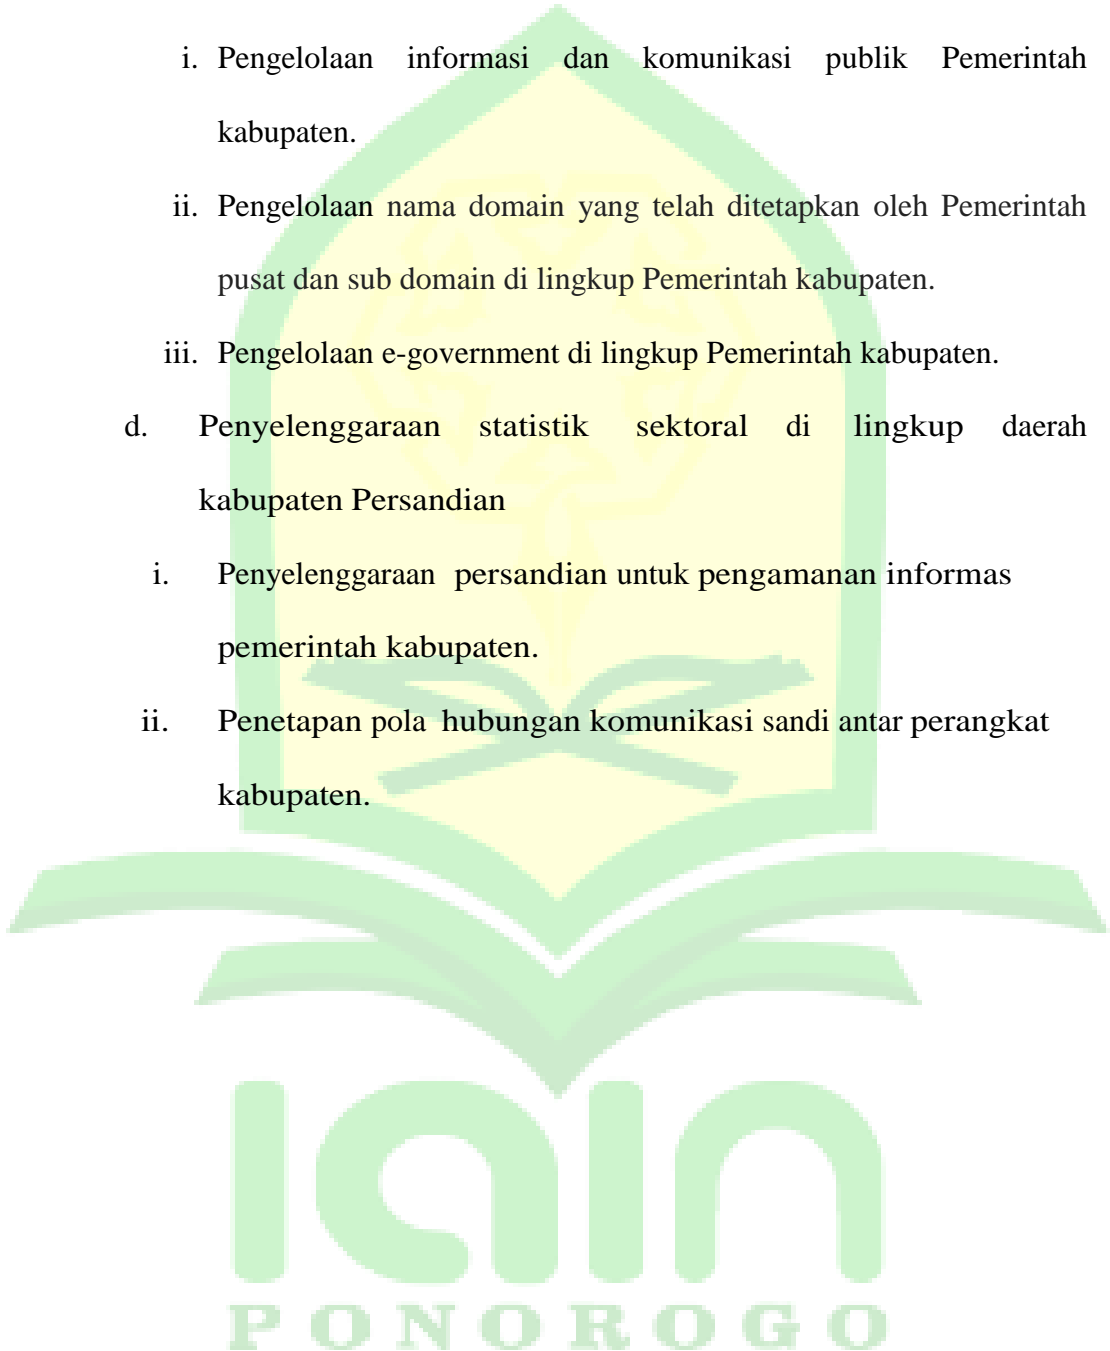 i. Pengelolaan informasi dan komunikasi publik Pemerintah
kabupaten.
ii. Pengelolaan nama domain yang telah ditetapkan oleh Pemerintah
pusat dan sub domain di lingkup Pemerintah kabupaten.
iii. Pengelolaan e-government di lingkup Pemerintah kabupaten.
d. Penyelenggaraan statistik sektoral di lingkup daerah
kabupaten Persandian
i. Penyelenggaraan persandian untuk pengamanan informas
pemerintah kabupaten.
ii. Penetapan pola hubungan komunikasi sandi antar perangkat
kabupaten.
iain
PONOROGO